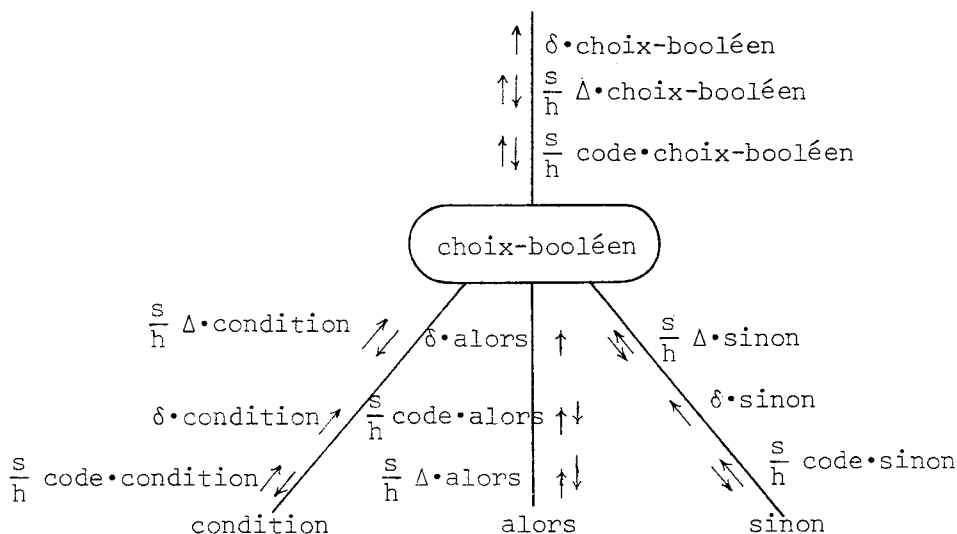 δ•choix-booléen
s/h Δ•choix-booléen
s/h code•choix-booléen
choix-booléen
s/h Δ•condition
δ•alors
s/h Δ•sinon
δ•condition
s/h code•alors
δ•sinon
s/h code•condition
s/h Δ•alors
s/h code•sinon
condition
alors
sinon